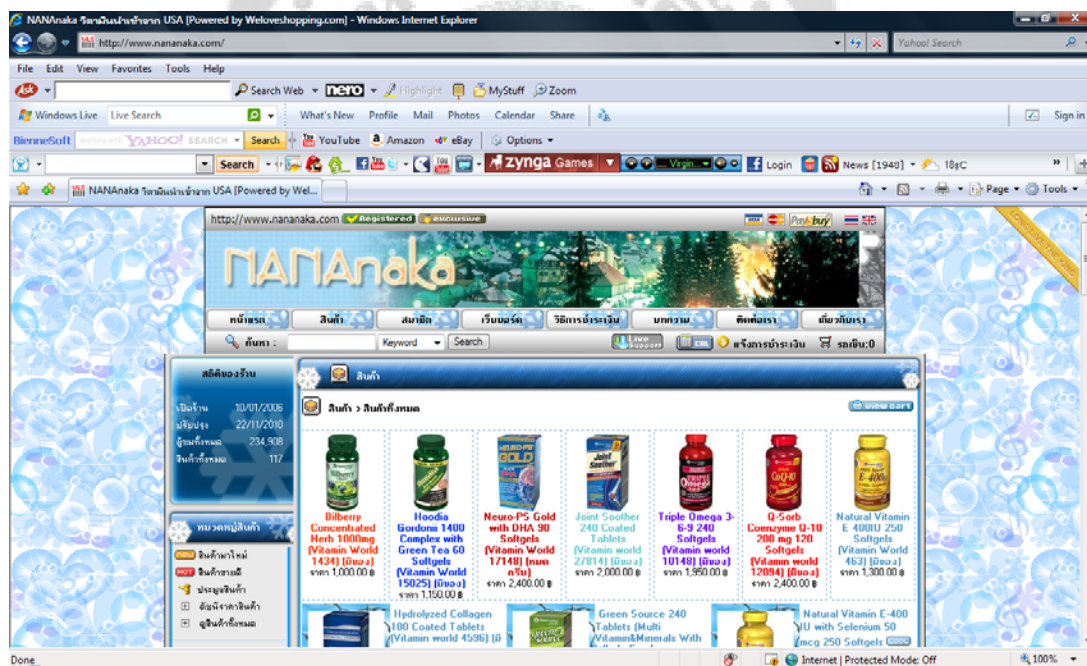 NANAnaka วิตามินนำเข้าจาก USA [Powered by Weloveshopping.com] - Windows Internet Explorer
http://www.nananaka.com/
Yahoo! Search
File Edit View Favorites Tools Help
Ask Search Web nero Highlight MyStuff Zoom
Windows Live Live Search What's New Profile Mail Photos Calendar Share Sign in
BienneSoft YAHOO! SEARCH Search YouTube Amazon eBay Options
Search zynga Games Virgin... Login News [1948] 18şC
NANAnaka วิตามินนำเข้าจาก USA [Powered by Wel... Page Tools
http://www.nananaka.com Registered exclusive VISA Paysbuy
NANAnaka
หน้าแรก สินค้า สมาชิก เว็บบอร์ด วิธีการชำระเงิน บทความ ติดต่อเรา เกี่ยวกับเรา
ค้นหา : Keyword Search Live Support แจ้งการชำระเงิน รถเข็น:0
สถิติของร้าน
เปิดร้าน 10/01/2006
ปรับปรุง 22/11/2010
ผู้ชมทั้งหมด 234,908
สินค้าทั้งหมด 117
หมวดหมู่สินค้า
NEW สินค้ามาใหม่
HOT สินค้าขายดี
ประมูลสินค้า
ดัชนีราคาสินค้า
ดูสินค้าทั้งหมด
สินค้า
สินค้า > สินค้าทั้งหมด view cart
Bilberry
Concentrated
Herb 1000mg
(Vitamin World
1434) [มีของ]
ราคา 1,000.00 ฿
Hoodia
Gordonii 1400
Complex with
Green Tea 60
Softgels
(Vitamin World
15025) [มีของ]
ราคา 1,150.00 ฿
Neuro-PS Gold
with DHA 90
Softgels
(Vitamin World
17148) [หมด
ครับ]
ราคา 2,400.00 ฿
Joint Soother
240 Coated
Tablets
(Vitamin world
27814) [มีของ]
ราคา 2,000.00 ฿
Triple Omega 3-
6-9 240
Softgels
(Vitamin World
10148) [มีของ]
ราคา 1,950.00 ฿
Q-Sorb
Coenzyme Q-10
200 mg 120
Softgels
(Vitamin world
12094) [มีของ]
ราคา 2,400.00 ฿
Natural Vitamin
E 400IU 250
Softgels
(Vitamin World
463) [มีของ]
ราคา 1,300.00 ฿
Hydrolyzed Collagen
180 Coated Tablets
(Vitamin world 4596) [มี
Green Source 240
Tablets (Multi
Vitamin&Minerals With
Natural Vitamin E-400
IU with Selenium 50
mcg 250 Softgels
Done Internet | Protected Mode: Off 100%